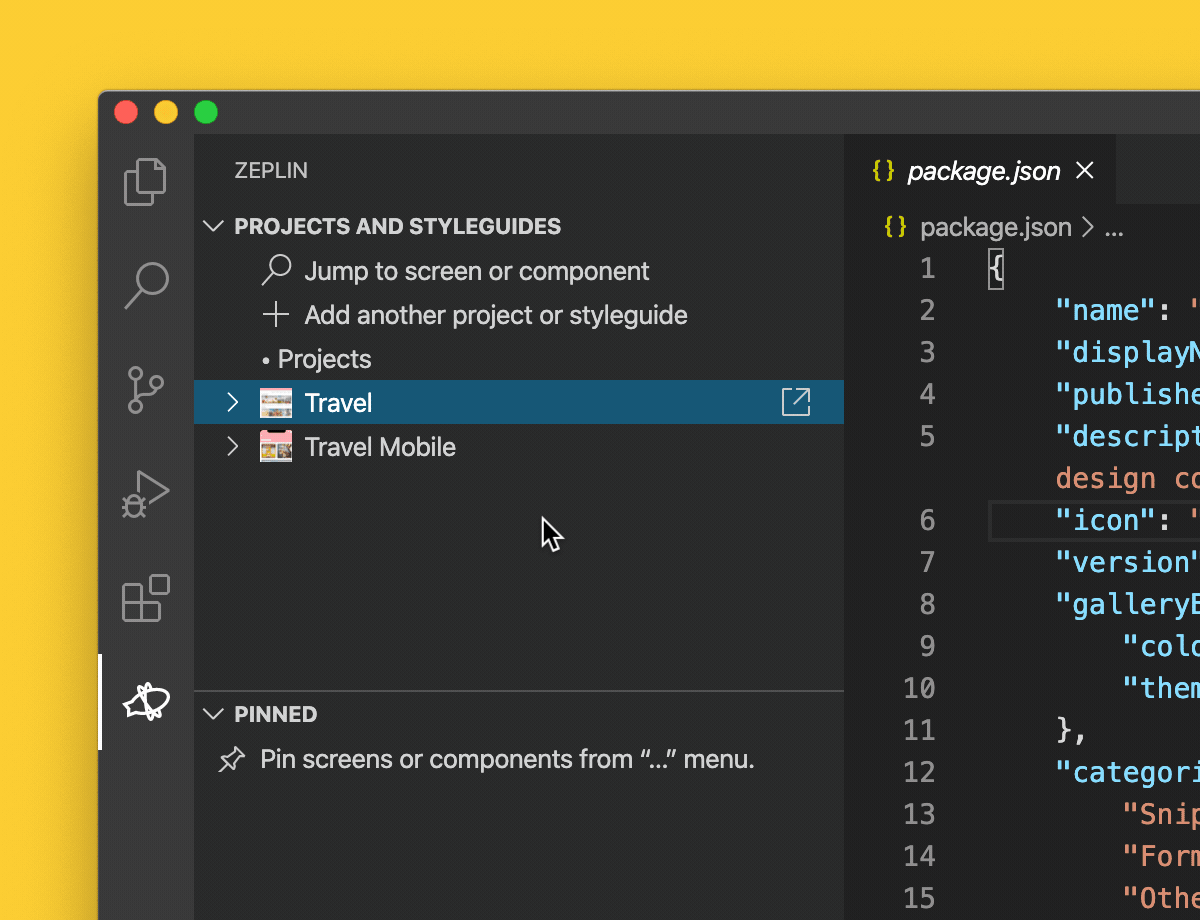 ZEPLIN
PROJECTS AND STYLEGUIDES
Jump to screen or component
Add another project or styleguide
• Projects
Travel
Travel Mobile
PINNED
Pin screens or components from “...” menu.
{} package.json
{} package.json > ...
1 {
2 "name": '
3 "displayN
4 "publishe
5 "descript
design co
6 "icon": '
7 "version"
8 "galleryB
9 "colo
10 "them
11 },
12 "categori
13 "Snip
14 "Form
15 "Othe